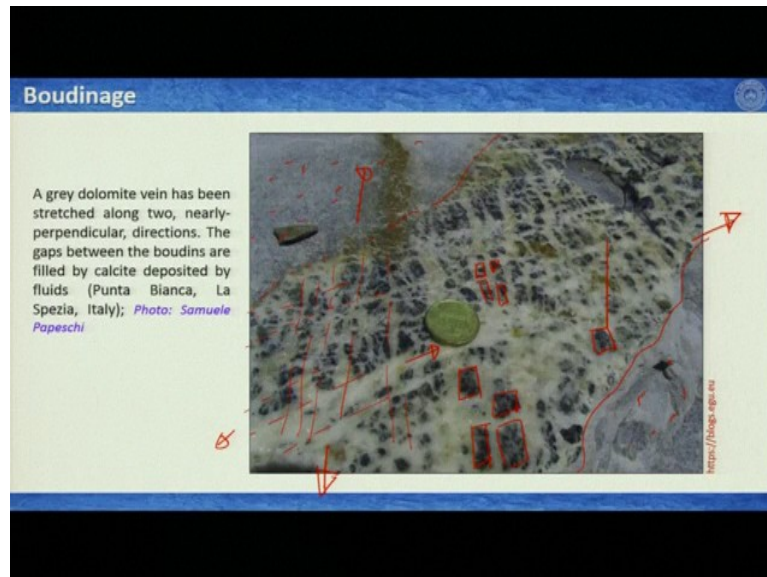 Boudinage
A grey dolomite vein has been
stretched along two, nearly-
perpendicular, directions. The
gaps between the boudins are
filled by calcite deposited by
fluids (Punta Bianca, La
Spezia, Italy); Photo: Samuele
Papeschi
https://blogs.egu.eu